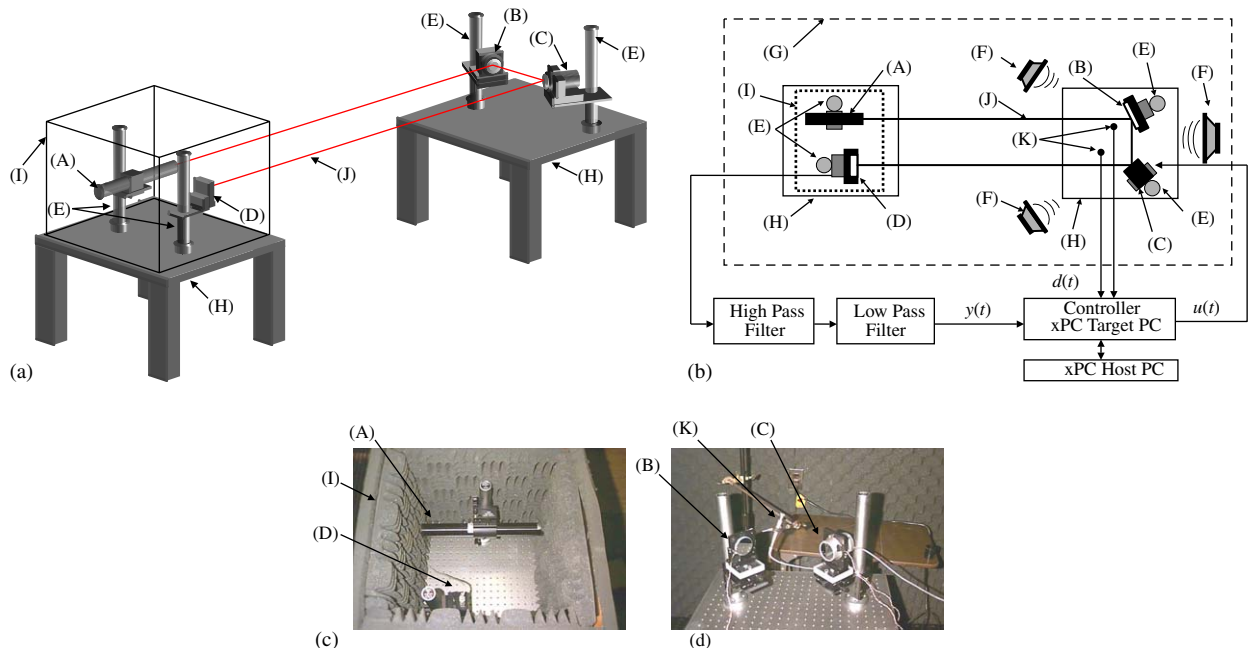 (E)
(B)
(C)
(E)
(I)
(A)
(E)
(D)
(J)
(H)
(H)
(a)
(G)
(F)
(E)
(B)
(F)
(A)
(I)
(E)
(J)
(K)
(F)
(H)
(D)
(H)
(C)
(E)
d(t)
High Pass
Filter
Low Pass
Filter
y(t)
Controller
xPC Target PC
u(t)
xPC Host PC
(b)
(A)
(I)
(D)
(c)
(K)
(C)
(B)
(d)